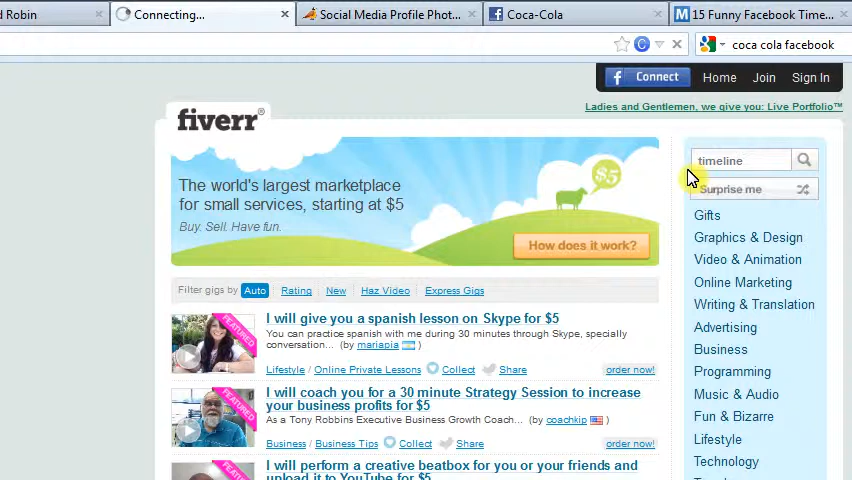 d Robin
Connecting...
Social Media Profile Phot...
Coca-Cola
15 Funny Facebook Time...
coca cola facebook
Connect
Home
Join
Sign In
Ladies and Gentlemen, we give you: Live Portfolio™
fiverr®
The world's largest marketplace
for small services, starting at $5
Buy. Sell. Have fun.
$5
How does it work?
timeline
Surprise me
Gifts
Graphics & Design
Video & Animation
Online Marketing
Writing & Translation
Advertising
Business
Programming
Music & Audio
Fun & Bizarre
Lifestyle
Technology
Filter gigs by Auto Rating New Haz Video Express Gigs
FEATURED
I will give you a spanish lesson on Skype for $5
You can practice spanish with me during 30 minutes through Skype, specially
conversation... (by mariapia )
Lifestyle / Online Private Lessons Collect Share order now!
FEATURED
I will coach you for a 30 minute Strategy Session to increase
your business profits for $5
As a Tony Robbins Executive Business Growth Coach... (by coachkip )
Business / Business Tips Collect Share order now!
FEATURED
I will perform a creative beatbox for you or your friends and
upload it to YouTube for $5